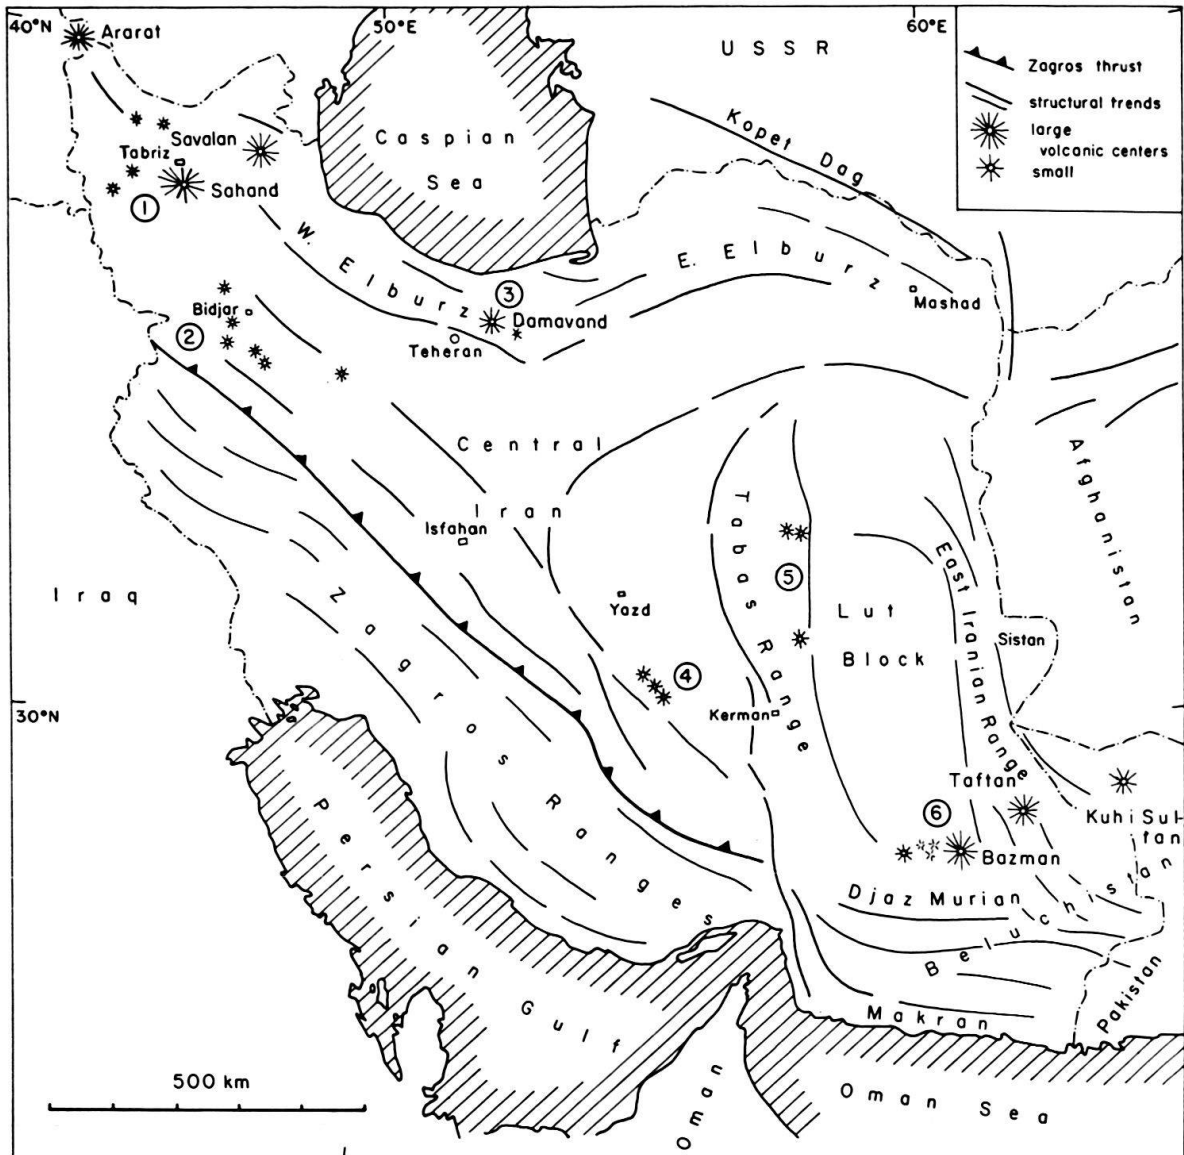 40°N
50°E
60°E
Ararat
USSR
Zagros thrust
structural trends
large
volcanic centers
small
Caspian
Sea
Kopet Dag
Savalan
Tabriz
Sahand
1
W. Elburz
E. Elburz
Mashad
3
Damavand
Teheran
Bidjar
2
Central
Iran
Isfahan
Afghanistan
Tabas Range
5
Lut
Block
East Iranian Range
Sistan
Iraq
Zagros Ranges
Yazd
4
Kerman
30°N
Taftan
6
Bazman
Kuhi Sul-
tan
Djaz Murian
Beluchistan
Persian Gulf
Makran
Pakistan
500 km
Oman
Oman Sea